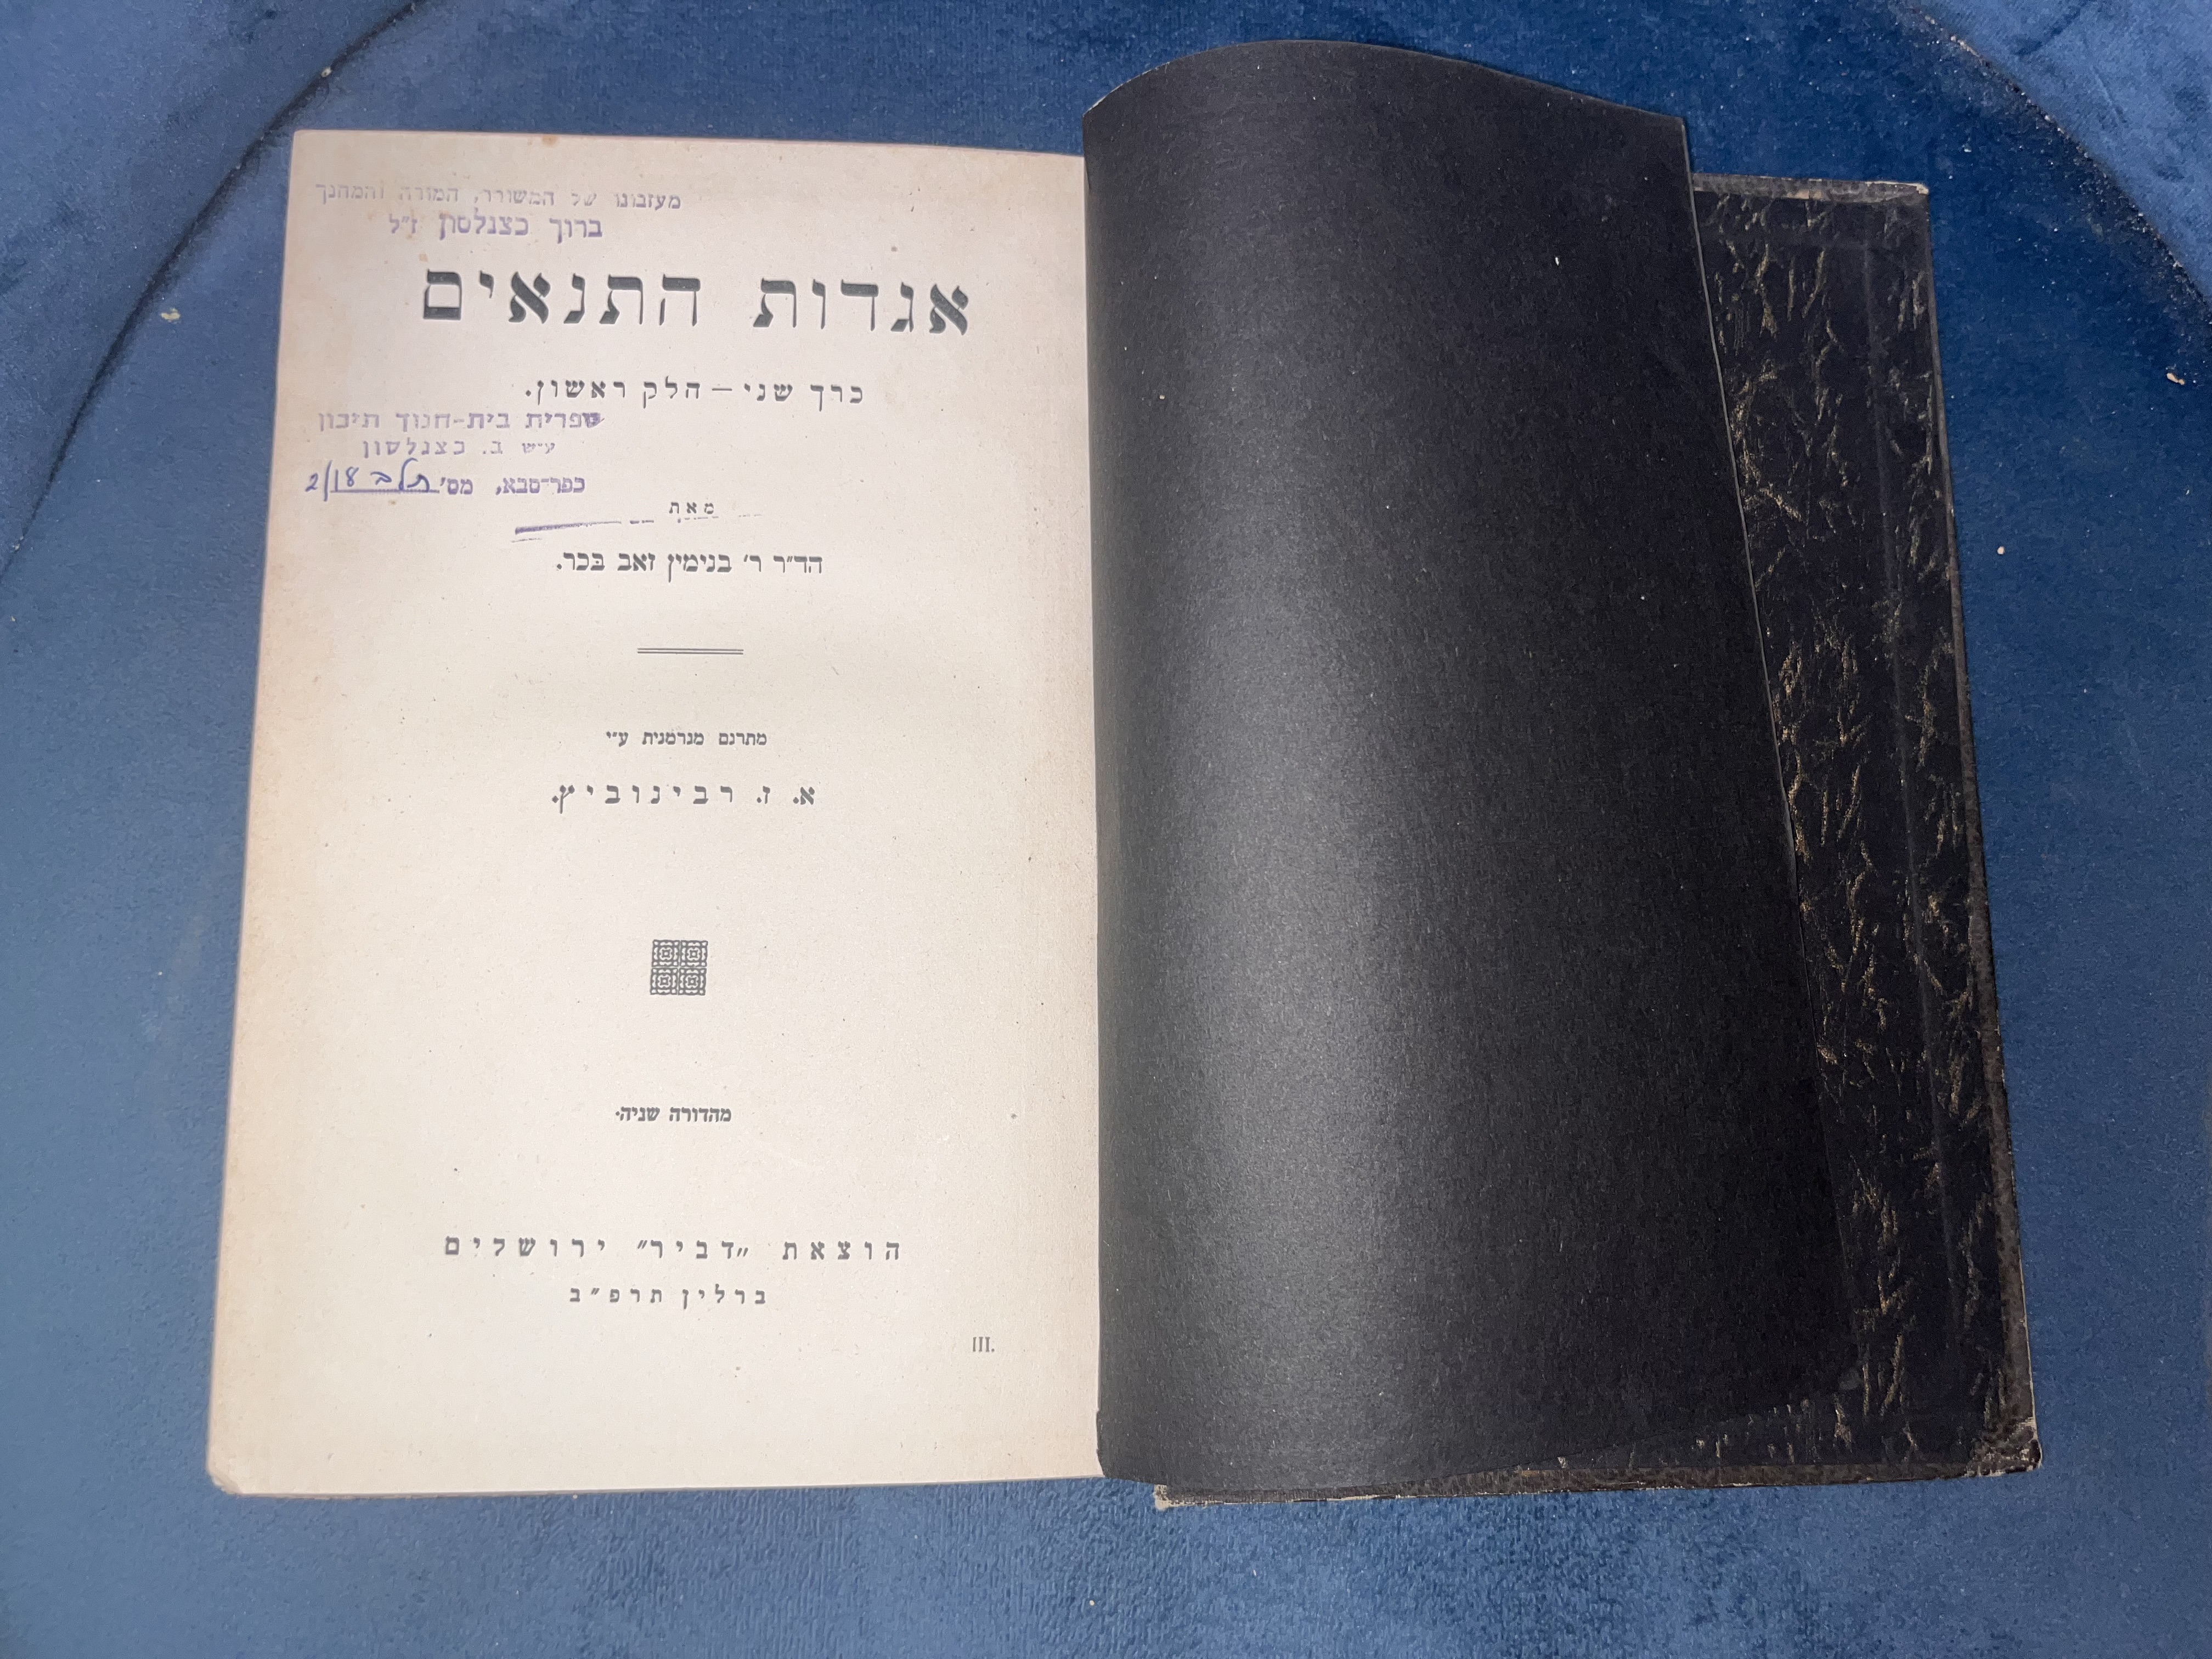 מעזבונו של המשורר, המורה והמחנך
ברוך כצנלסון ז״ל
אגדות התנאים
כרך שני — חלק ראשון.
ספרית בית-חנוך תיכון
ע״ש ב. כצנלסון
כפר-סבא, מס' 2/18
מאת
הד״ר ר' בנימין זאב בכר.
מתרגם מגרמנית ע״י
א. ז. רבינוביץ.
מהדורה שניה.
הוצאת „דביר״ ירושלים
ברלין תרפ״ב
III.